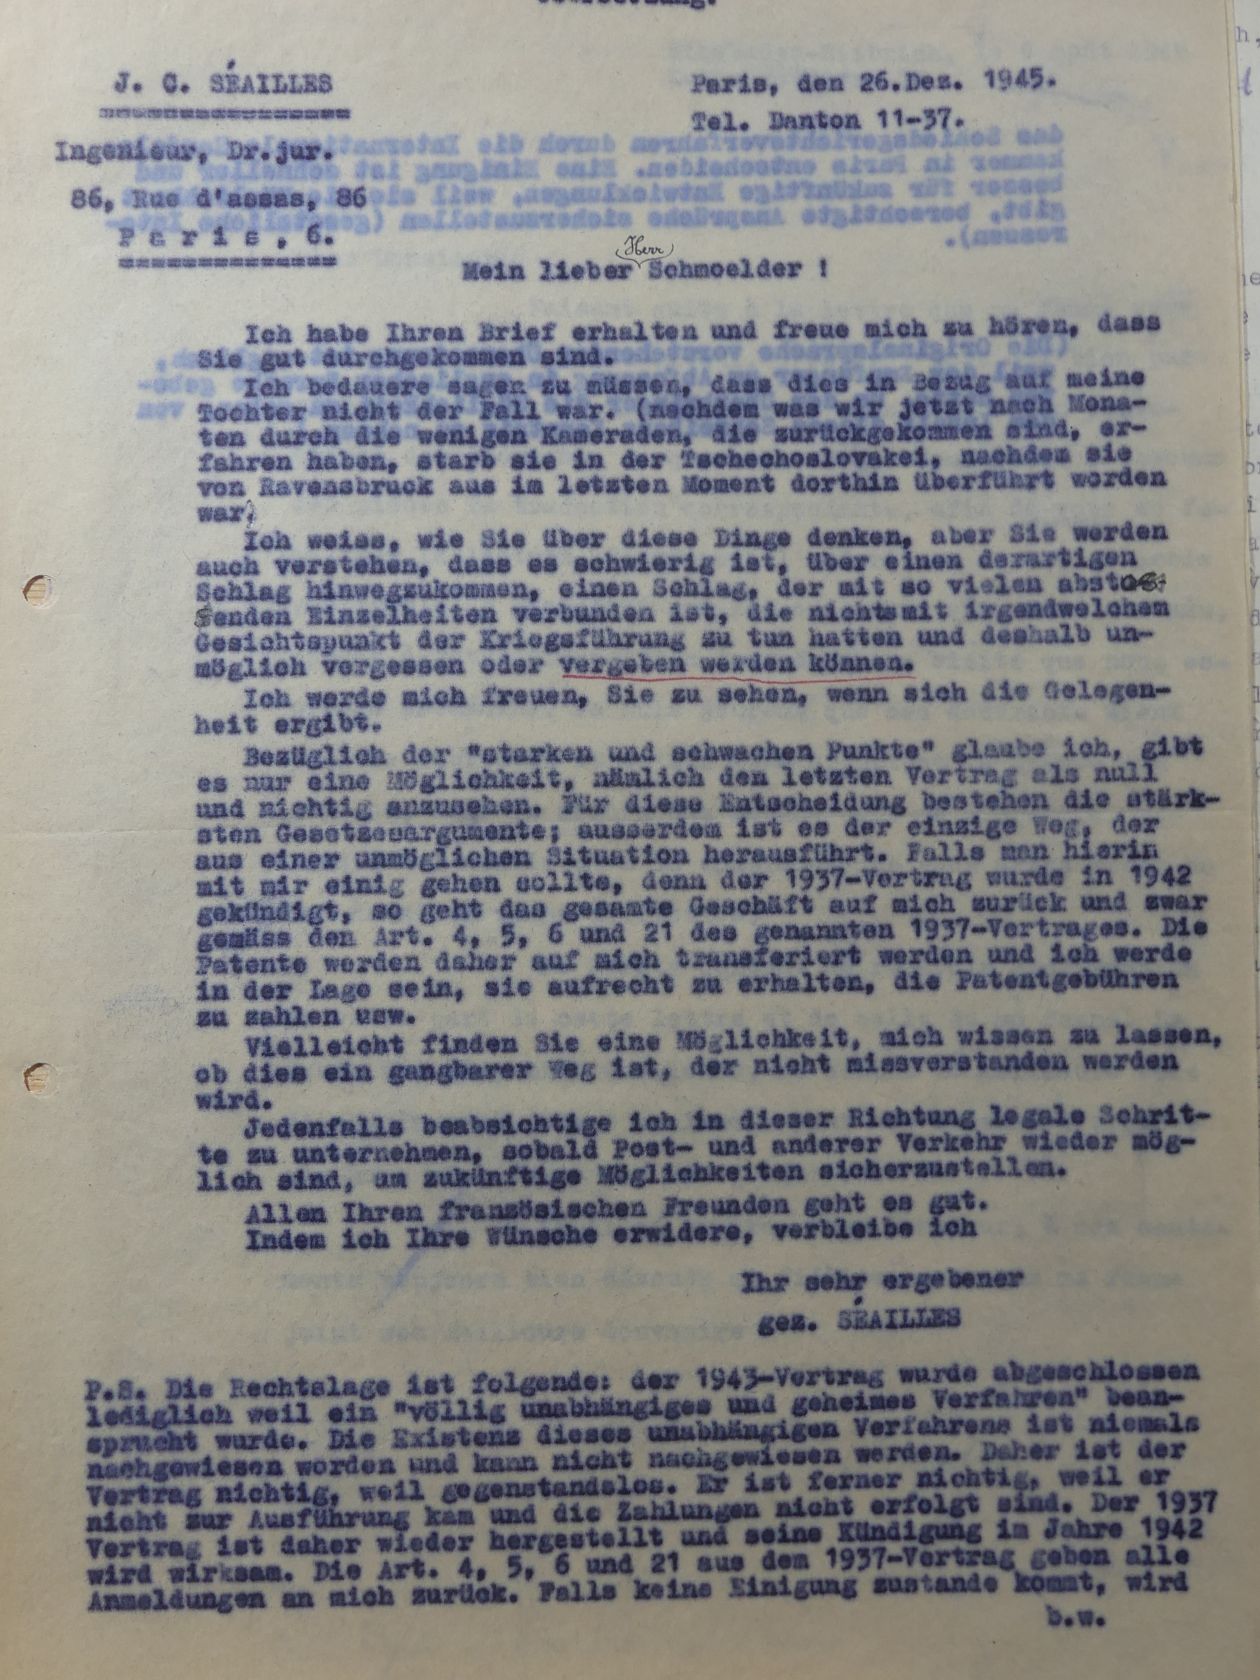 Übersetzung.
J. C. SÉAILLES
Paris, den 26.Dez. 1945.
Tel. Danton 11-37.
Ingenieur, Dr.jur.
86, Rue d'assas, 86
P a r i s , 6.
Herr
Mein lieber Schmoelder !
Ich habe Ihren Brief erhalten und freue mich zu hören, dass
Sie gut durchgekommen sind.
Ich bedauere sagen zu müssen, dass dies in Bezug auf meine
Tochter nicht der Fall war. (nachdem was wir jetzt nach Mona-
ten durch die wenigen Kameraden, die zurückgekommen sind, er-
fahren haben, starb sie in der Tschechoslovakei, nachdem sie
von Ravensbruck aus im letzten Moment dorthin überführt worden
war)
Ich weiss, wie Sie über diese Dinge denken, aber Sie werden
auch verstehen, dass es schwierig ist, über einen derartigen
Schlag hinwegzukommen, einen Schlag, der mit so vielen abstos-
senden Einzelheiten verbunden ist, die nichtsmit irgendwelchem
Gesichtspunkt der Kriegsführung zu tun hatten und deshalb un-
möglich vergessen oder vergeben werden können.
Ich werde mich freuen, Sie zu sehen, wenn sich die Gelegen-
heit ergibt.
Bezüglich der "starken und schwachen Punkte" glaube ich, gibt
es nur eine Möglichkeit, nämlich den letzten Vertrag als null
und nichtig anzusehen. Für diese Entscheidung bestehen die stärk-
sten Gesetzesargumente; ausserdem ist es der einzige Weg, der
aus einer unmöglichen Situation herausführt. Falls man hierin
mit mir einig gehen sollte, denn der 1937-Vertrag wurde in 1942
gekündigt, so geht das gesamte Geschäft auf mich zurück und zwar
gemäss den Art. 4, 5, 6 und 21 des genannten 1937-Vertrages. Die
Patente werden daher auf mich transferiert werden und ich werde
in der Lage sein, sie aufrecht zu erhalten, die Patentgebühren
zu zahlen usw.
Vielleicht finden Sie eine Möglichkeit, mich wissen zu lassen,
ob dies ein gangbarer Weg ist, der nicht missverstanden werden
wird.
Jedenfalls beabsichtige ich in dieser Richtung legale Schrit-
te zu unternehmen, sobald Post- und anderer Verkehr wieder mög-
lich sind, um zukünftige Möglichkeiten sicherzustellen.
Allen Ihren französischen Freunden geht es gut.
Indem ich Ihre Wünsche erwidere, verbleibe ich
Ihr sehr ergebener
gez. SÉAILLES
P.S. Die Rechtslage ist folgende: der 1943-Vertrag wurde abgeschlossen
lediglich weil ein "völlig unabhängiges und geheimes Verfahren" bean-
sprucht wurde. Die Existenz dieses unabhängigen Verfahrens ist niemals
nachgewiesen worden und kann nicht nachgewiesen werden. Daher ist der
Vertrag nichtig, weil gegenstandslos. Er ist ferner nichtig, weil er
nicht zur Ausführung kam und die Zahlungen nicht erfolgt sind. Der 1937
Vertrag ist daher wieder hergestellt und seine Kündigung im Jahre 1942
wird wirksam. Die Art. 4, 5, 6 und 21 aus dem 1937-Vertrag geben alle
Anmeldungen an mich zurück. Falls keine Einigung zustande kommt, wird
b.w.